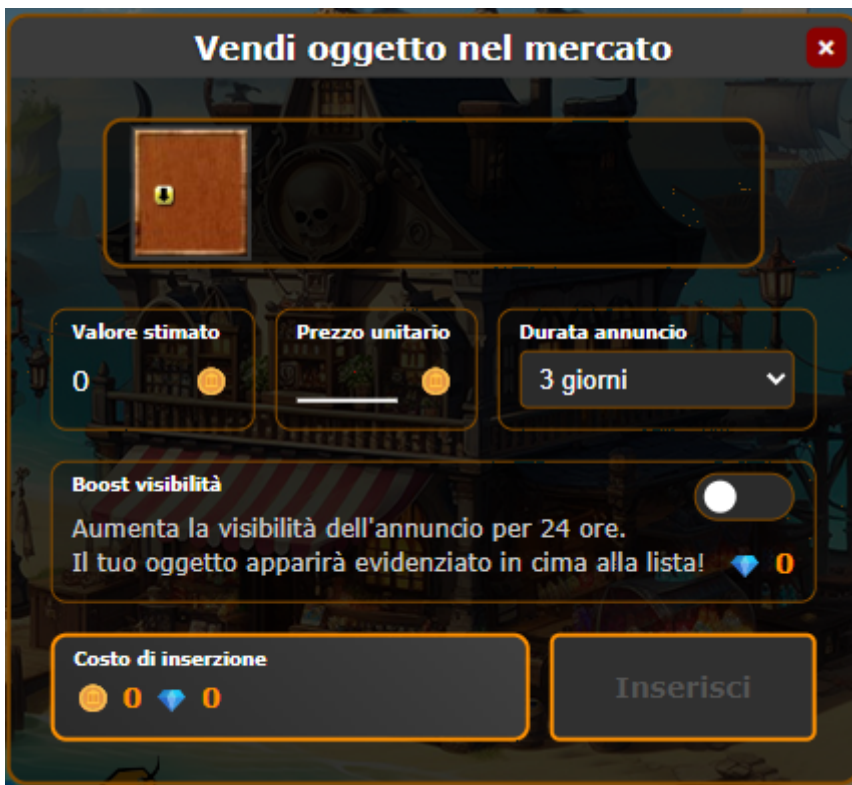 Vendi oggetto nel mercato
Valore stimato
0
Prezzo unitario
Durata annuncio
3 giorni
Boost visibilità
Aumenta la visibilità dell'annuncio per 24 ore.
Il tuo oggetto apparirà evidenziato in cima alla lista! 0
Costo di inserzione
0 0
Inserisci